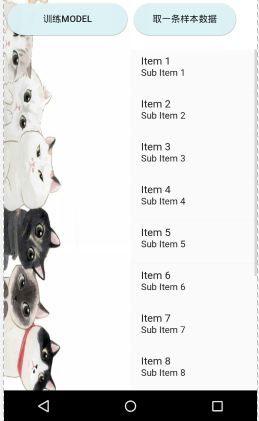 训练MODEL 取一条样本数据
Item 1
Sub Item 1
Item 2
Sub Item 2
Item 3
Sub Item 3
Item 4
Sub Item 4
Item 5
Sub Item 5
Item 6
Sub Item 6
Item 7
Sub Item 7
Item 8
Sub Item 8